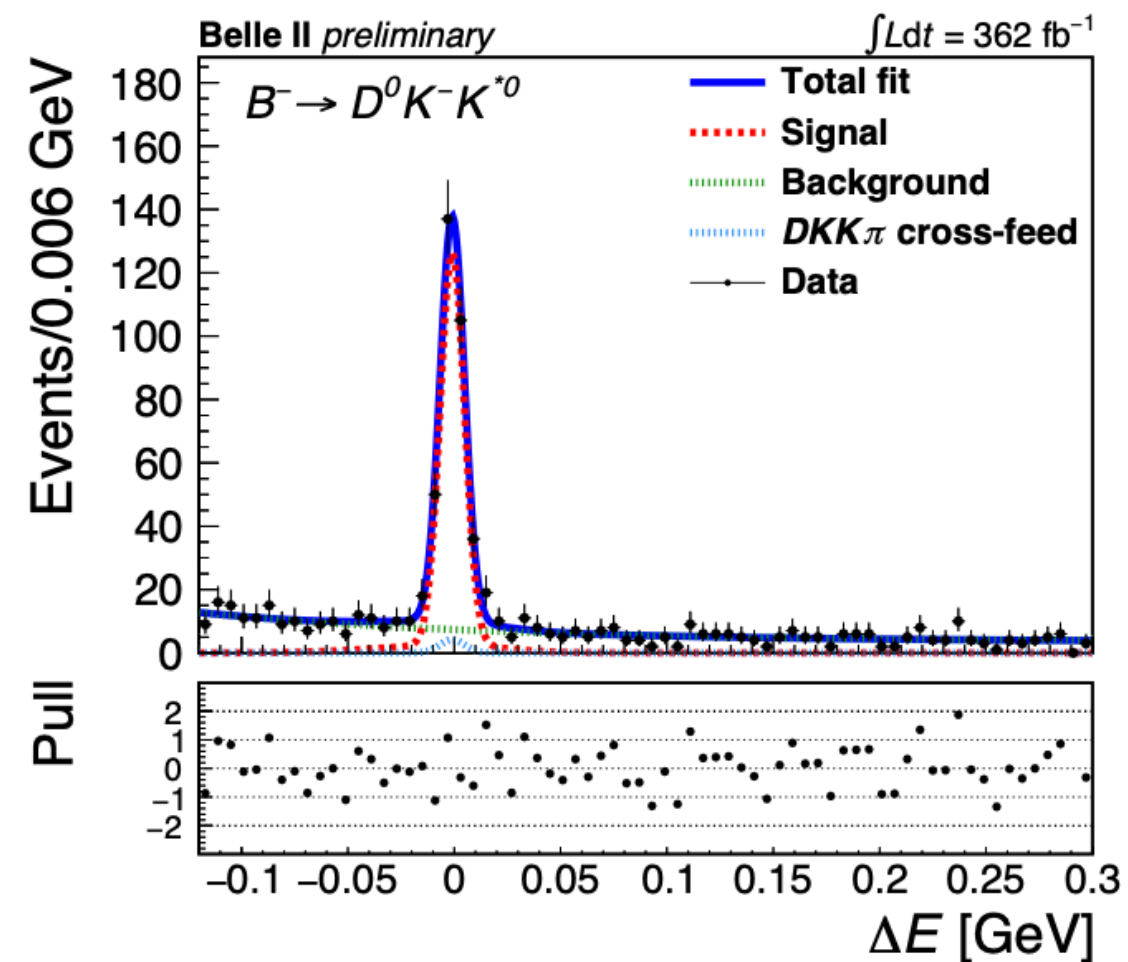 Belle II preliminary ∫Ldt = 362 fb⁻¹
B⁻→ D⁰K⁻K*⁰
Total fit
Signal
Background
DKKπ cross-feed
Data
Events/0.006 GeV
180
160
140
120
100
80
60
40
20
0
Pull
2
1
0
−1
−2
−0.1 −0.05 0 0.05 0.1 0.15 0.2 0.25 0.3
ΔE [GeV]